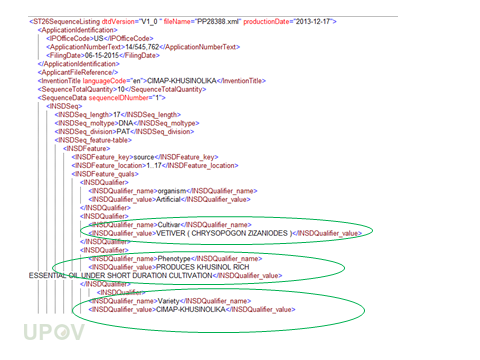 <ST26SequenceListing dtdVersion="V1_0 " fileName="PP28388.xml" productionDate="2013-12-17">
<ApplicationIdentification>
<IPOfficeCode>US</IPOfficeCode>
<ApplicationNumberText>14/545,762</ApplicationNumberText>
<FilingDate>06-15-2015</FilingDate>
</ApplicationIdentification>
<ApplicantFileReference/>
<InventionTitle languageCode="en">CIMAP-KHUSINOLIKA</InventionTitle>
<SequenceTotalQuantity>10</SequenceTotalQuantity>
<SequenceData sequenceIDNumber="1">
<INSDSeq>
<INSDSeq_length>17</INSDSeq_length>
<INSDSeq_moltype>DNA</INSDSeq_moltype>
<INSDSeq_division>PAT</INSDSeq_division>
<INSDSeq_feature-table>
<INSDFeature>
<INSDFeature_key>source</INSDFeature_key>
<INSDFeature_location>1..17</INSDFeature_location>
<INSDFeature_quals>
<INSDQualifier>
<INSDQualifier_name>organism</INSDQualifier_name>
<INSDQualifier_value>Artificial</INSDQualifier_value>
</INSDQualifier>
<INSDQualifier>
<INSDQualifier_name>Cultivar</INSDQualifier_name>
<INSDQualifier_value>VETIVER ( CHRYSOPOGON ZIZANIODES )</INSDQualifier_value>
</INSDQualifier>
<INSDQualifier>
<INSDQualifier_name>Phenotype</INSDQualifier_name>
<INSDQualifier_value>PRODUCES KHUSINOL RICH
ESSENTIAL OIL UNDER SHORT DURATION CULTIVATION</INSDQualifier_value>
</INSDQualifier>
<INSDQualifier>
<INSDQualifier_name>Variety</INSDQualifier_name>
<INSDQualifier_value>CIMAP-KHUSINOLIKA</INSDQualifier_value>
UPOV